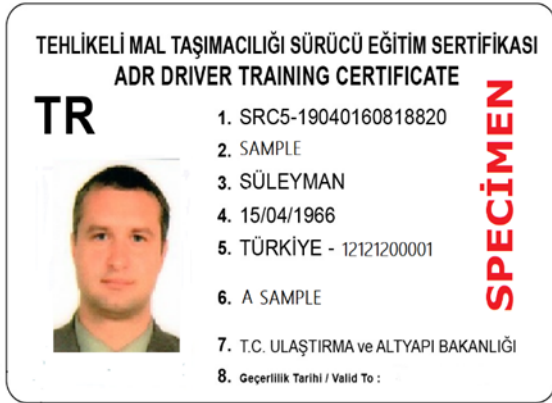 TEHLİKELİ MAL TAŞIMACILIĞI SÜRÜCÜ EĞİTİM SERTİFİKASI
ADR DRIVER TRAINING CERTIFICATE
TR
1. SRC5-19040160818820
2. SAMPLE
3. SÜLEYMAN
4. 15/04/1966
5. TÜRKİYE - 12121200001
6. A SAMPLE
7. T.C. ULAŞTIRMA ve ALTYAPI BAKANLIĞI
8. Geçerlilik Tarihi / Valid To :
SPECİMEN